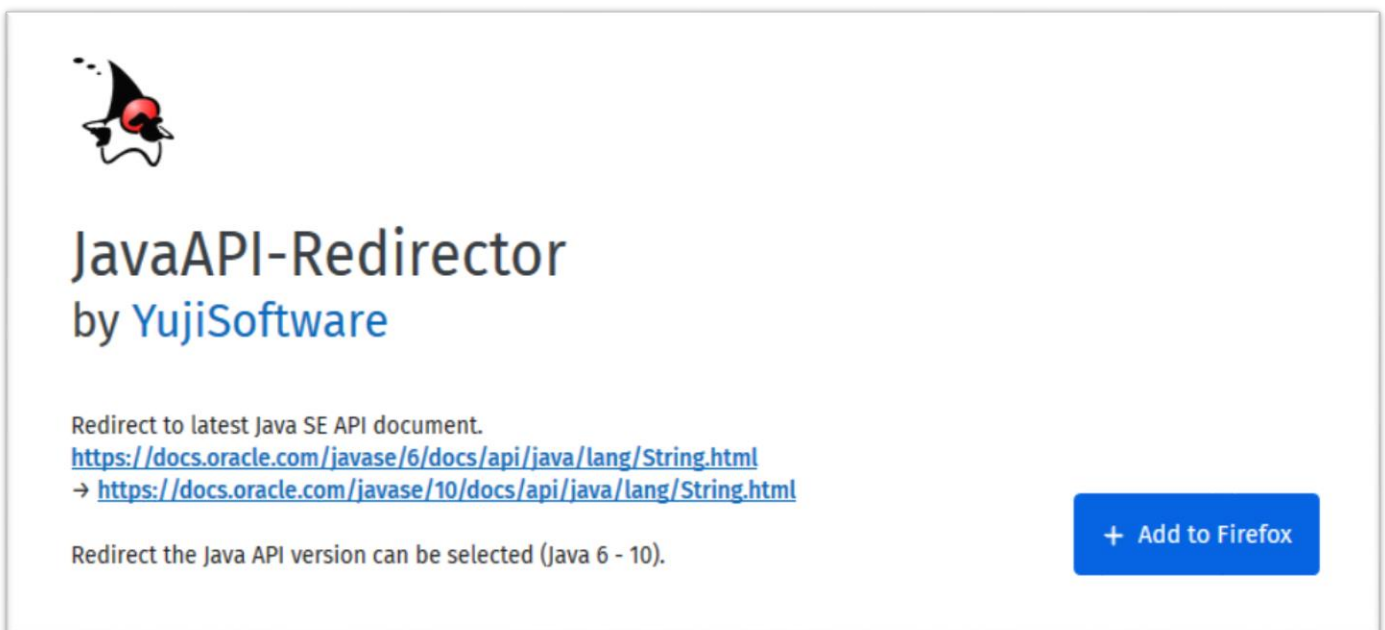 JavaAPI-Redirector
by YujiSoftware
Redirect to latest Java SE API document.
https://docs.oracle.com/javase/6/docs/api/java/lang/String.html
→ https://docs.oracle.com/javase/10/docs/api/java/lang/String.html
+ Add to Firefox
Redirect the Java API version can be selected (Java 6 - 10).